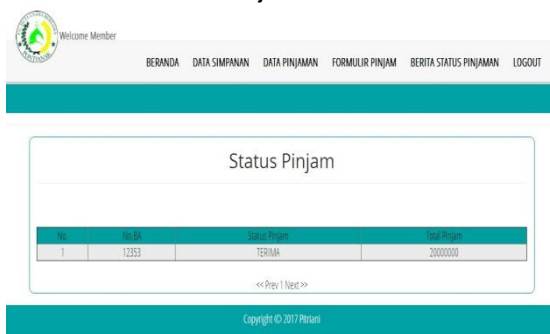 Welcome Member
BERANDA DATA SIMPANAN DATA PINJAMAN FORMULIR PINJAM BERITA STATUS PINJAMAN LOGOUT
Status Pinjam
No. No.BA Status Pinjam Total Pinjam
1 12353 TERIMA 20000000
<< Prev 1 Next >>
Copyright © 2017 Pitriani